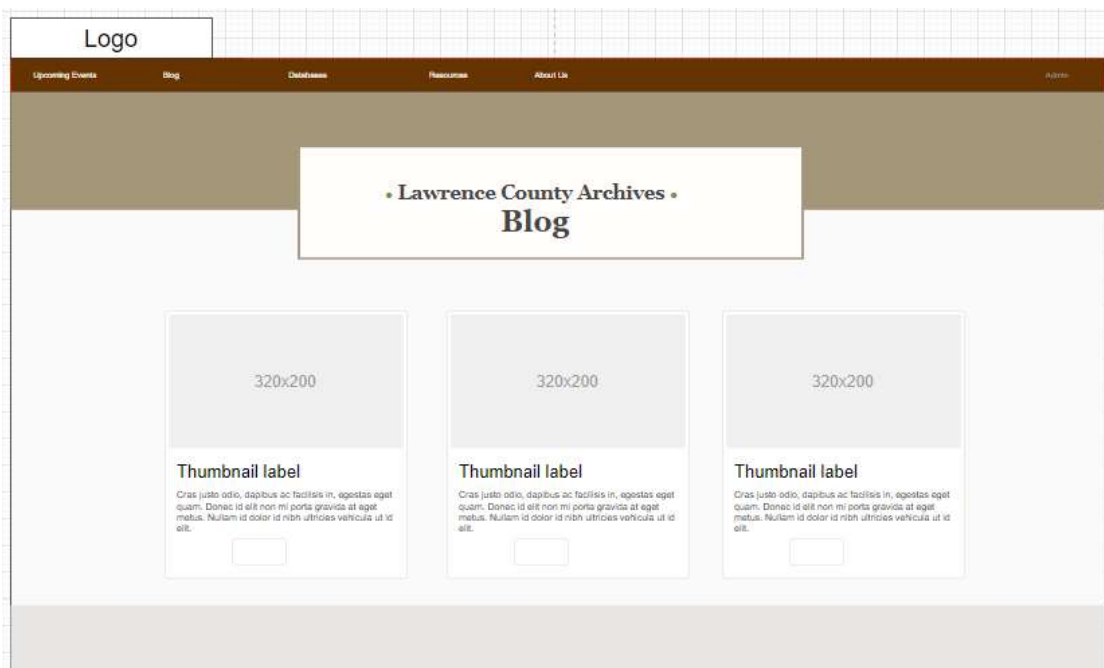 Logo
Upcoming Events Blog Databases Resources About Us Admin
• Lawrence County Archives •
Blog
320x200 320x200 320x200
Thumbnail label Thumbnail label Thumbnail label
Cras justo odio, dapibus ac facilisis in, egestas eget
quam. Donec id elit non mi porta gravida at eget
metus. Nullam id dolor id nibh ultricies vehicula ut id
elit.
Cras justo odio, dapibus ac facilisis in, egestas eget
quam. Donec id elit non mi porta gravida at eget
metus. Nullam id dolor id nibh ultricies vehicula ut id
elit.
Cras justo odio, dapibus ac facilisis in, egestas eget
quam. Donec id elit non mi porta gravida at eget
metus. Nullam id dolor id nibh ultricies vehicula ut id
elit.